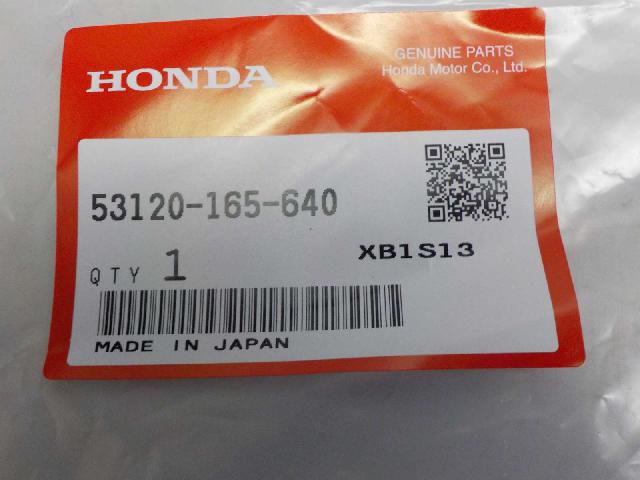 HONDA
GENUINE PARTS
Honda Motor Co., Ltd.
53120-165-640
XB1S13
QTY 1
MADE IN JAPAN